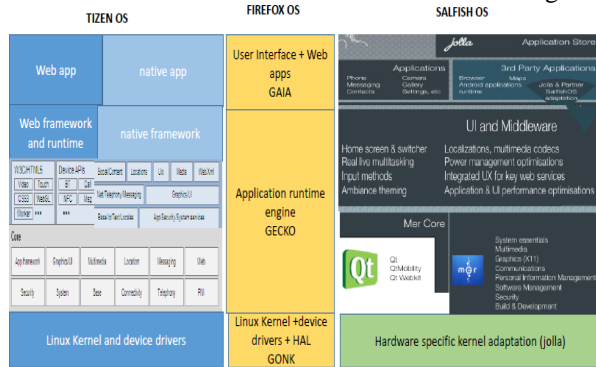 TIZEN OS
FIREFOX OS
SALFISH OS
Web app
native app
Web framework
and runtime
native framework
W3C/HTML5
Device APIs
Video
Touch
BT
Call
CSS3
WebGL
NFC
Msg
Worker
•••
•••
Social/Content
Locations
UIx
Media
Web/Xml
Net/Telephony/Messaging
Graphics/UI
Base/Io/Text/Locales
App/Security/System services
Core
App framework
Graphics/UI
Multimedia
Location
Messaging
Web
Security
System
Base
Connectivity
Telephony
PIM
Linux Kernel and device drivers
User Interface + Web
apps
GAIA
Application runtime
engine
GECKO
Linux Kernel +device
drivers + HAL
GONK
jolla
Application Store
Applications
Phone
Messaging
Contacts
Camera
Gallery
Settings, etc
3rd Party Applications
Browser
Maps
Android applications
runtime
Jolla & Partner
SailfishOS
adaptation
UI and Middleware
Home screen & switcher
Real live multitasking
Input methods
Ambiance theming
Localizations, multimedia codecs
Power management optimisations
Integrated UX for key web services
Application & UI performance optimisations
Mer Core
Qt
Qt
QtMobility
Qt Webkit
mer
System essentials
Multimedia
Graphics (X11)
Communications
Personal Information Management
Software Management
Security
Build & Development
Hardware specific kernel adaptation (jolla)